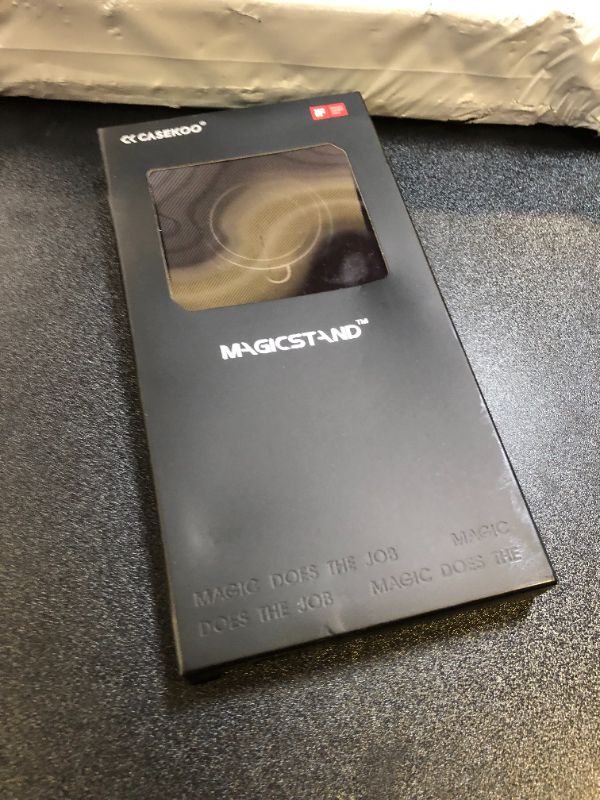 CASEKOO®
MAGICSTAND™
MAGIC
MAGIC DOES THE JOB
MAGIC DOES THE
DOES THE JOB